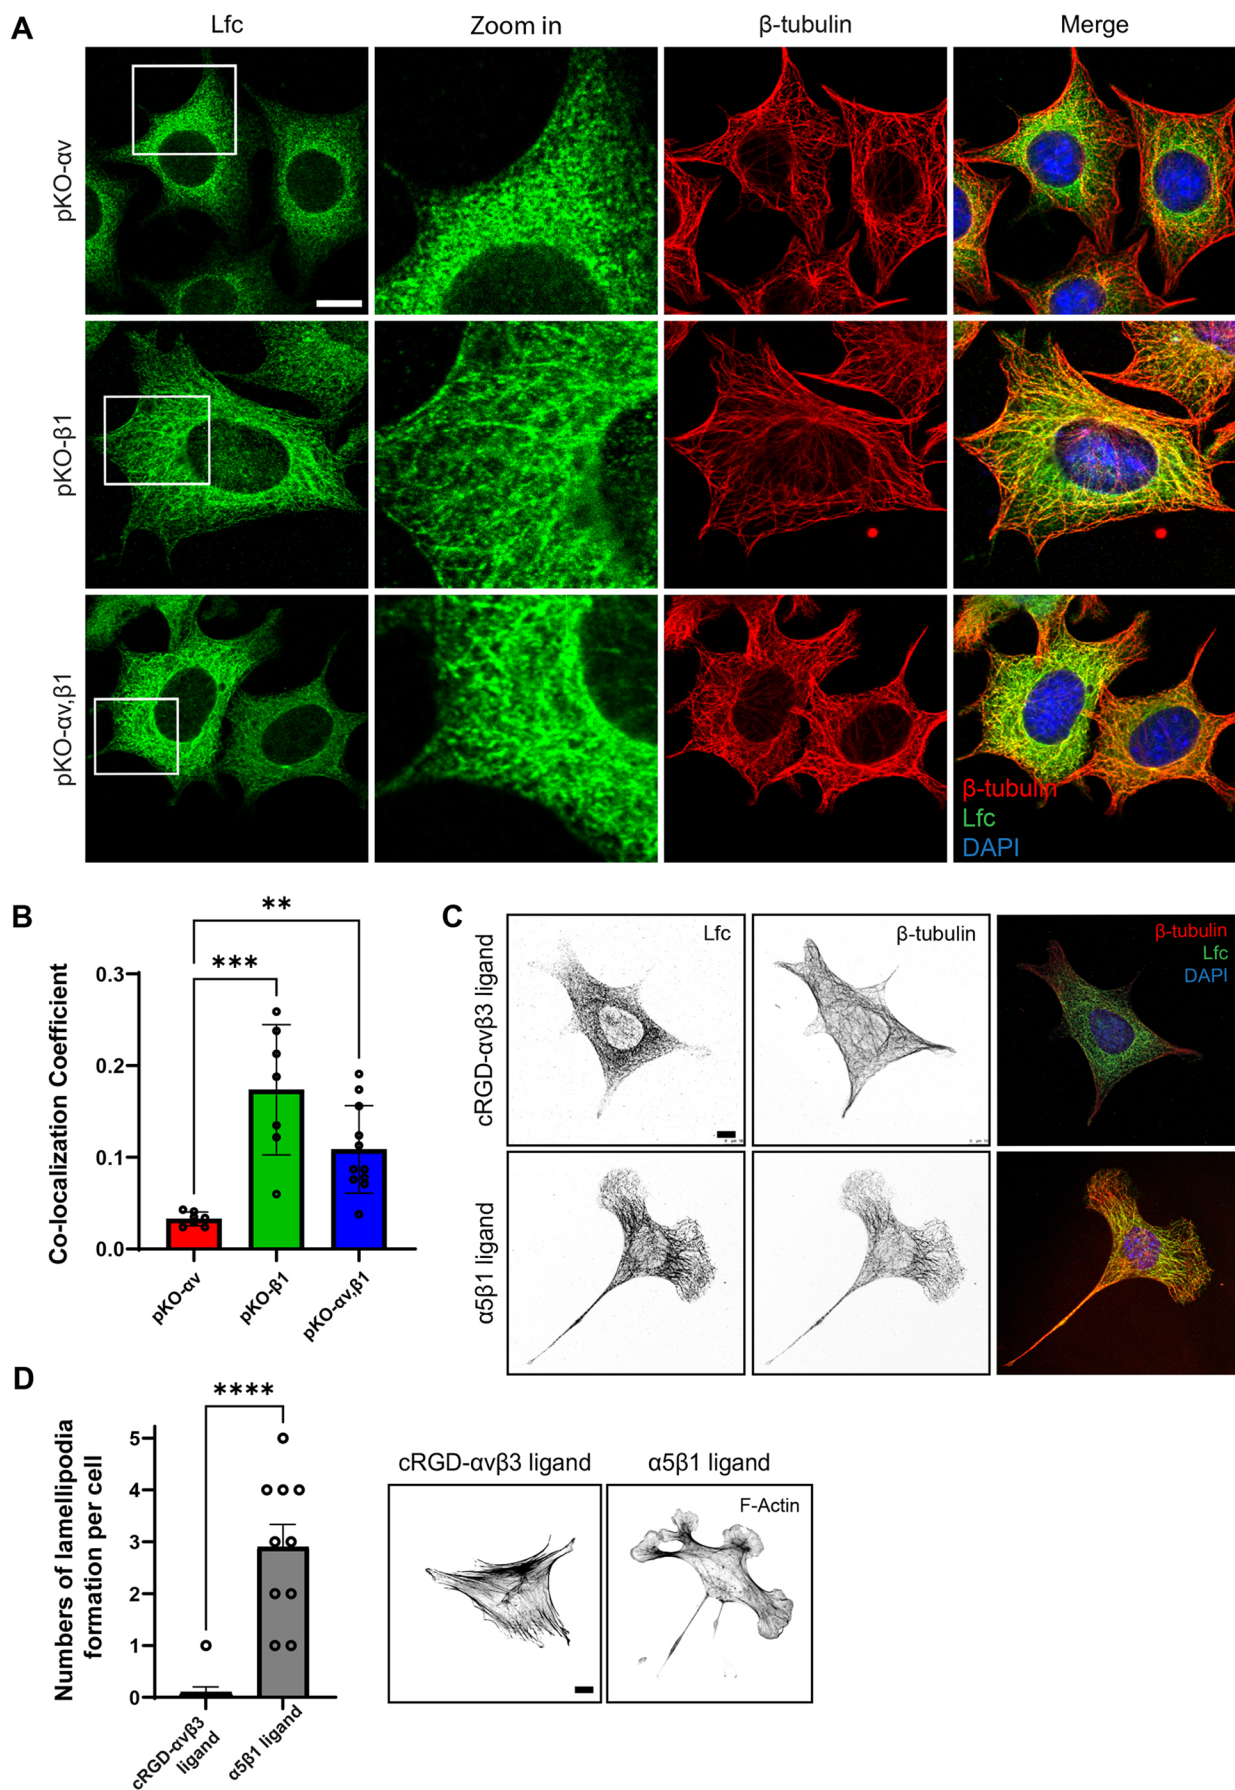 A
Lfc
Zoom in
β-tubulin
Merge
pKO-αv
pKO-β1
pKO-αv,β1
β-tubulin
Lfc
DAPI
B
Co-localization Coefficient
0.3
0.2
0.1
0.0
***
**
pKO-αv
pKO-β1
pKO-αv,β1
C
cRGD-αvβ3 ligand
α5β1 ligand
Lfc
β-tubulin
β-tubulin
Lfc
DAPI
D
Numbers of lamellipodia
formation per cell
5
4
3
2
1
0
****
cRGD-αvβ3
ligand
α5β1 ligand
cRGD-αvβ3 ligand
α5β1 ligand
F-Actin